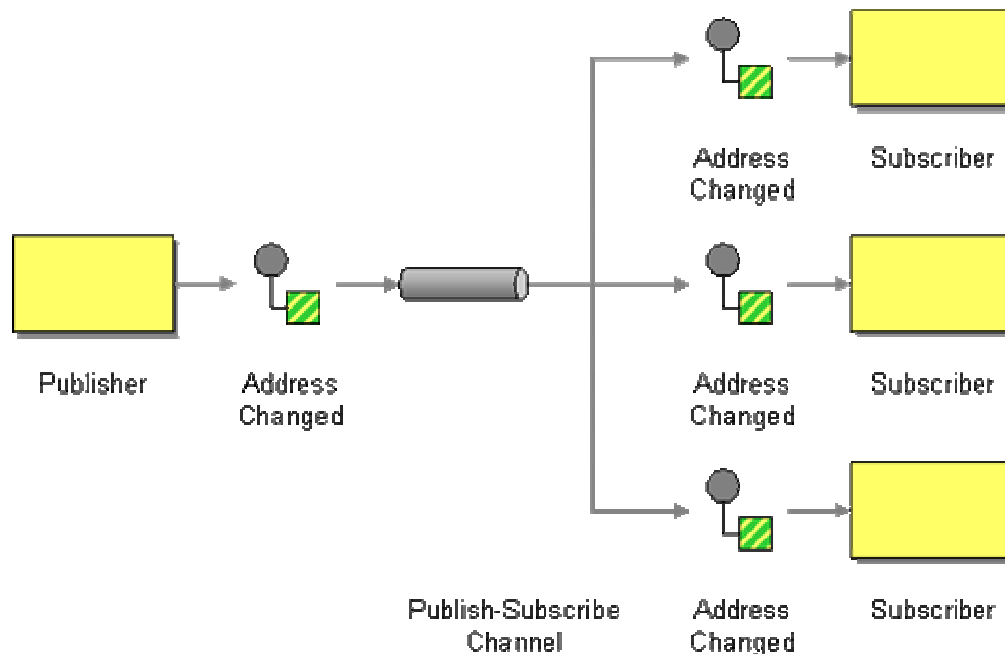 Address
Changed
Subscriber
Publisher
Address
Changed
Address
Changed
Subscriber
Publish-Subscribe
Channel
Address
Changed
Subscriber